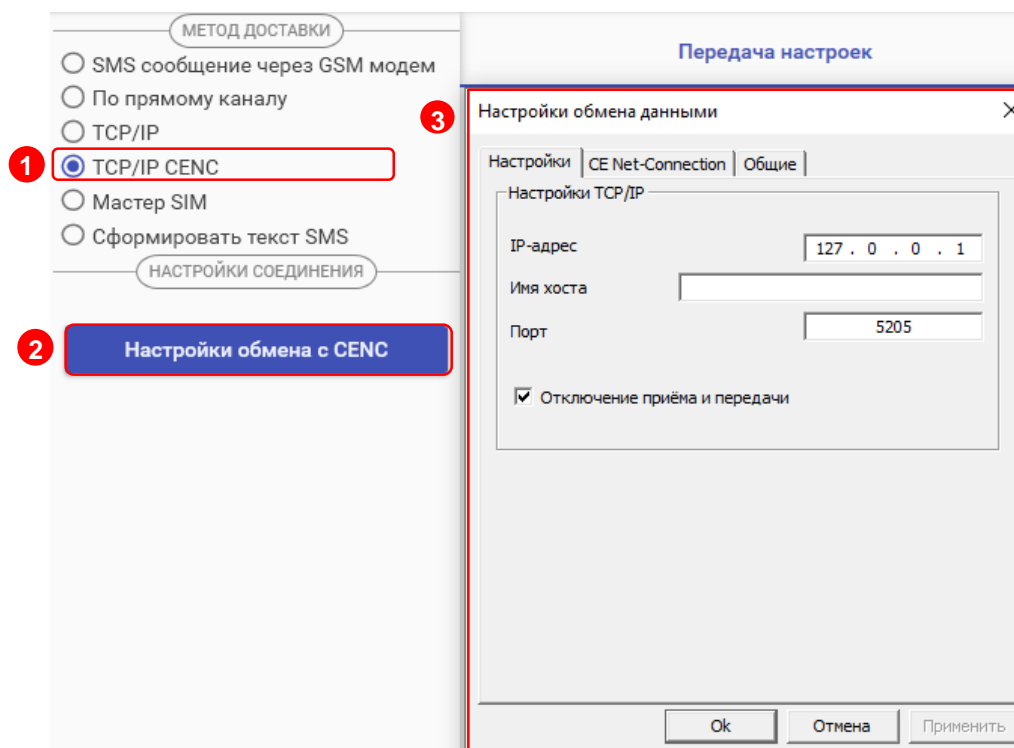 МЕТОД ДОСТАВКИ
SMS сообщение через GSM модем
По прямому каналу
TCP/IP
1
TCP/IP CENC
Мастер SIM
Сформировать текст SMS
НАСТРОЙКИ СОЕДИНЕНИЯ
2
Настройки обмена с CENC
Передача настроек
3
Настройки обмена данными
Настройки
CE Net-Connection
Общие
Настройки TCP/IP
IP-адрес
127 . 0 . 0 . 1
Имя хоста
Порт
5205
Отключение приёма и передачи
Ok
Отмена
Применить